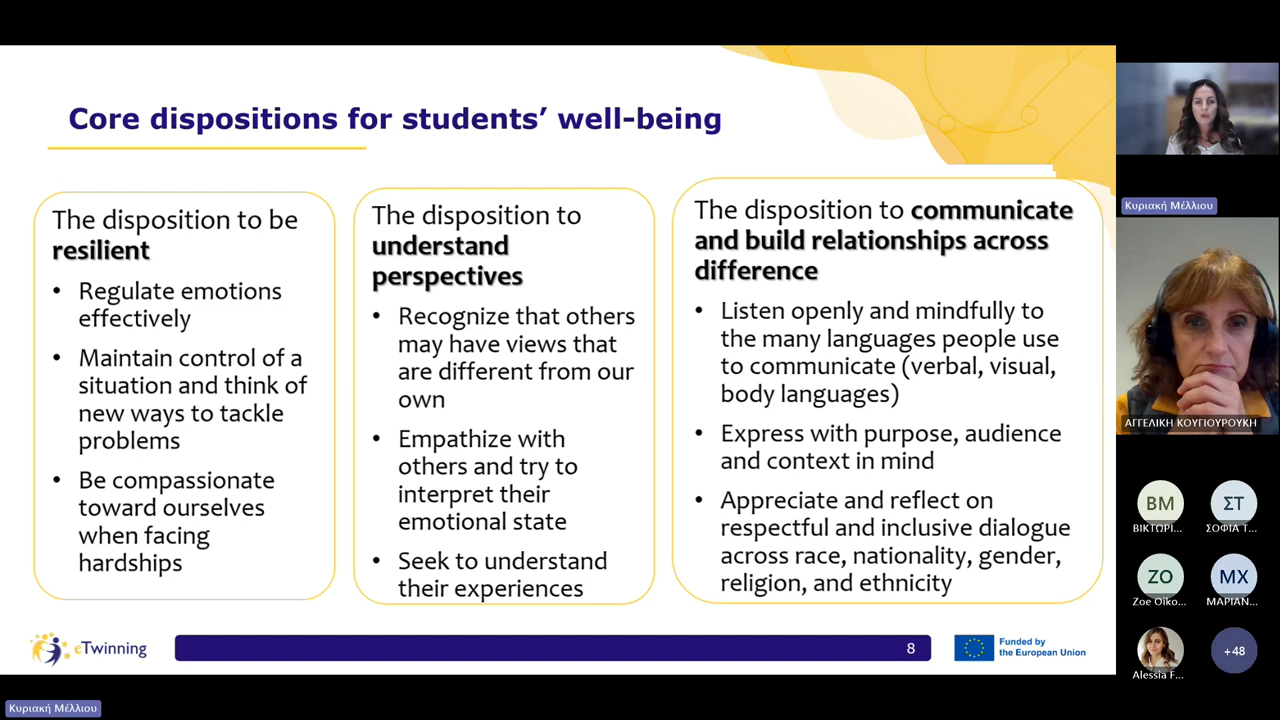 Core dispositions for students’ well-being
The disposition to be
resilient
• Regulate emotions
effectively
• Maintain control of a
situation and think of
new ways to tackle
problems
• Be compassionate
toward ourselves
when facing
hardships
The disposition to
understand
perspectives
• Recognize that others
may have views that
are different from our
own
• Empathize with
others and try to
interpret their
emotional state
• Seek to understand
their experiences
The disposition to communicate
and build relationships across
difference
• Listen openly and mindfully to
the many languages people use
to communicate (verbal, visual,
body languages)
• Express with purpose, audience
and context in mind
• Appreciate and reflect on
respectful and inclusive dialogue
across race, nationality, gender,
religion, and ethnicity
eTwinning
8
Funded by
the European Union
Κυριακή Μέλλιου
ΑΓΓΕΛΙΚΗ ΚΟΥΓΙΟΥΡΟΥΚΗ
ΒΜ
ΒΙΚΤΩΡΙ...
ΣΤ
ΣΟΦΙΑ Τ...
ZO
Zoe Oiko...
ΜΧ
ΜΑΡΙΑΝ...
Alessia F...
+48
Κυριακή Μέλλιου